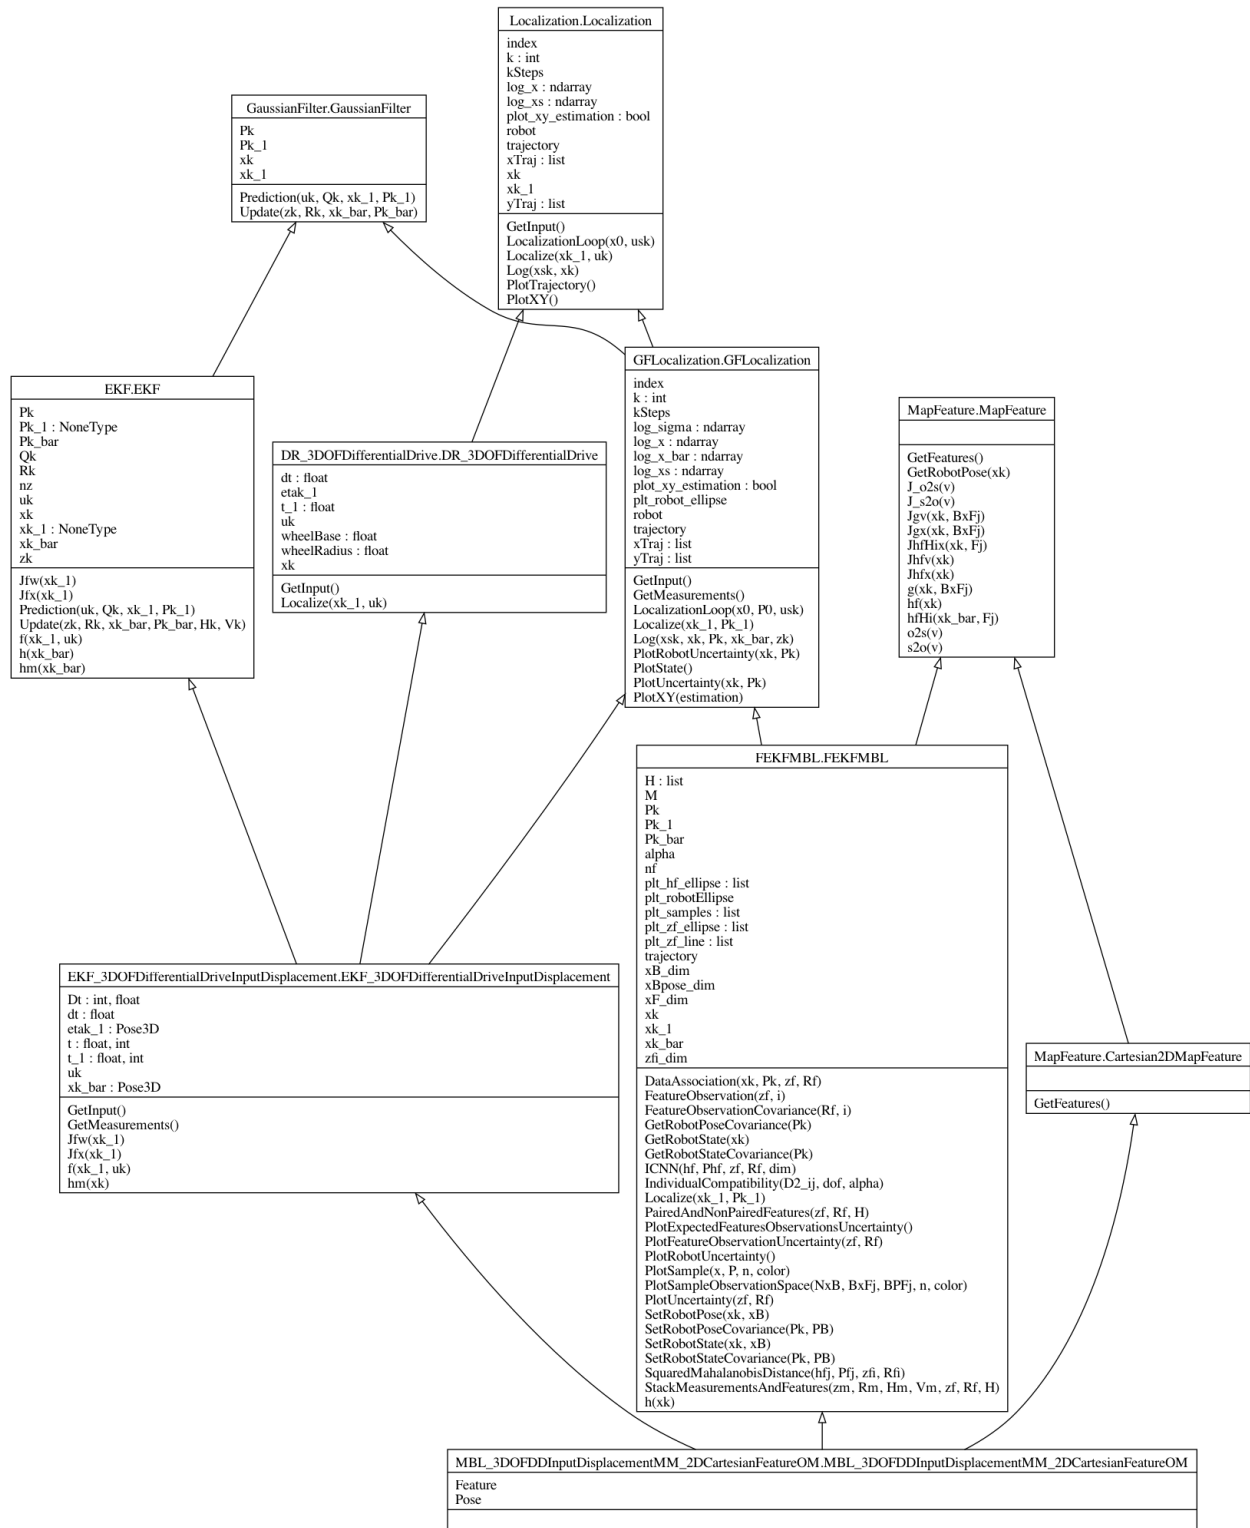 Localization.Localization
index
k : int
kSteps
log_x : ndarray
log_xs : ndarray
plot_xy_estimation : bool
robot
trajectory
xTraj : list
xk
xk_1
yTraj : list
GetInput()
LocalizationLoop(x0, usk)
Localize(xk_1, uk)
Log(xsk, xk)
PlotTrajectory()
PlotXY()
GaussianFilter.GaussianFilter
Pk
Pk_1
xk
xk_1
Prediction(uk, Qk, xk_1, Pk_1)
Update(zk, Rk, xk_bar, Pk_bar)
EKF.EKF
Pk
Pk_1 : NoneType
Pk_bar
Qk
Rk
nz
uk
xk
xk_1 : NoneType
xk_bar
zk
Jfw(xk_1)
Jfx(xk_1)
Prediction(uk, Qk, xk_1, Pk_1)
Update(zk, Rk, xk_bar, Pk_bar, Hk, Vk)
f(xk_1, uk)
h(xk_bar)
hm(xk_bar)
DR_3DOFDifferentialDrive.DR_3DOFDifferentialDrive
dt : float
etak_1
t_1 : float
uk
wheelBase : float
wheelRadius : float
xk
GetInput()
Localize(xk_1, uk)
GFLocalization.GFLocalization
index
k : int
kSteps
log_sigma : ndarray
log_x : ndarray
log_x_bar : ndarray
log_xs : ndarray
plot_xy_estimation : bool
plt_robot_ellipse
robot
trajectory
xTraj : list
yTraj : list
GetInput()
GetMeasurements()
LocalizationLoop(x0, P0, usk)
Localize(xk_1, Pk_1)
Log(xsk, xk, Pk, xk_bar, zk)
PlotRobotUncertainty(xk, Pk)
PlotState()
PlotUncertainty(xk, Pk)
PlotXY(estimation)
MapFeature.MapFeature
GetFeatures()
GetRobotPose(xk)
J_o2s(v)
J_s2o(v)
Jgv(xk, BxFj)
Jgx(xk, BxFj)
JhfHix(xk, Fj)
Jhfv(xk)
Jhfx(xk)
g(xk, BxFj)
hf(xk)
hfHi(xk_bar, Fj)
o2s(v)
s2o(v)
FEKFMBL.FEKFMBL
H : list
M
Pk
Pk_1
Pk_bar
alpha
nf
plt_hf_ellipse : list
plt_robotEllipse
plt_samples : list
plt_zf_ellipse : list
plt_zf_line : list
trajectory
xB_dim
xBpose_dim
xF_dim
xk
xk_1
xk_bar
zfi_dim
DataAssociation(xk, Pk, zf, Rf)
FeatureObservation(zf, i)
FeatureObservationCovariance(Rf, i)
GetRobotPoseCovariance(Pk)
GetRobotState(xk)
GetRobotStateCovariance(Pk)
ICNN(hf, Phf, zf, Rf, dim)
IndividualCompatibility(D2_ij, dof, alpha)
Localize(xk_1, Pk_1)
PairedAndNonPairedFeatures(zf, Rf, H)
PlotExpectedFeaturesObservationsUncertainty()
PlotFeatureObservationUncertainty(zf, Rf)
PlotRobotUncertainty()
PlotSample(x, P, n, color)
PlotSampleObservationSpace(NxB, BxFj, BPFj, n, color)
PlotUncertainty(zf, Rf)
SetRobotPose(xk, xB)
SetRobotPoseCovariance(Pk, PB)
SetRobotState(xk, xB)
SetRobotStateCovariance(Pk, PB)
SquaredMahalanobisDistance(hfj, Pfj, zfi, Rfi)
StackMeasurementsAndFeatures(zm, Rm, Hm, Vm, zf, Rf, H)
h(xk)
EKF_3DOFDifferentialDriveInputDisplacement.EKF_3DOFDifferentialDriveInputDisplacement
Dt : int, float
dt : float
etak_1 : Pose3D
t : float, int
t_1 : float, int
uk
xk_bar : Pose3D
GetInput()
GetMeasurements()
Jfw(xk_1)
Jfx(xk_1)
f(xk_1, uk)
hm(xk)
MapFeature.Cartesian2DMapFeature
GetFeatures()
MBL_3DOFDDInputDisplacementMM_2DCartesianFeatureOM.MBL_3DOFDDInputDisplacementMM_2DCartesianFeatureOM
Feature
Pose